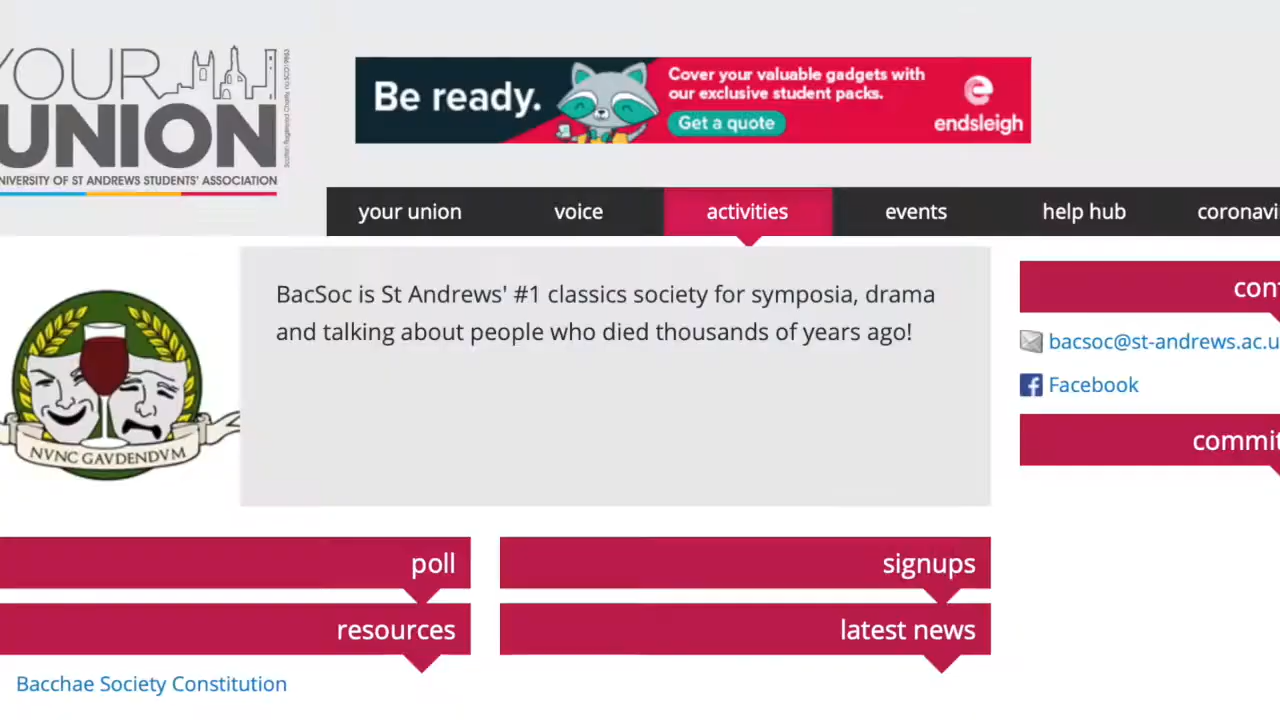 YOUR
UNION
UNIVERSITY OF ST ANDREWS STUDENTS' ASSOCIATION
Be ready.
Cover your valuable gadgets with
our exclusive student packs.
Get a quote
endsleigh
your union
voice
activities
events
help hub
coronavi
BacSoc is St Andrews' #1 classics society for symposia, drama
and talking about people who died thousands of years ago!
NVNC GAVDENDVM
cont
bacsoc@st-andrews.ac.u
Facebook
commit
poll
signups
resources
latest news
Bacchae Society Constitution